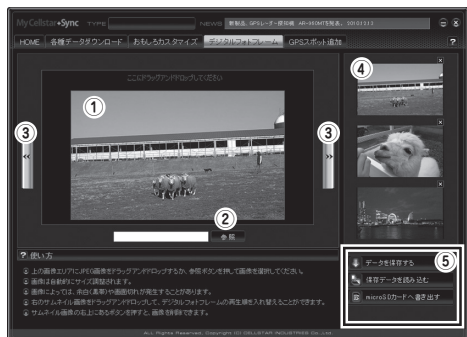 MyCellstar+Sync TYPE NEWS 新製品、GPSレーダー探知機 AR-360MTを発表。 2010/12/13
HOME 各種データダウンロード おもしろカスタマイズ デジタルフォトフレーム GPSスポット追加 ?
ここにドラッグアンドドロップしてください
①
④
③
③
«
»
②
参照
? 使い方
上の画像エリアにJPEG画像をドラッグアンドドロップするか、参照ボタンを押して画像を選択してください。
画像は自動的にサイズ調整されます。
画像によっては、余白(黒帯)や画面切れが発生することがあります。
右のサムネイル画像をドラッグアンドドロップして、デジタルフォトフレームの再生順を入れ替えることができます。
サムネイル画像の右上にあるボタンを押すと、画像を削除できます。
⑤
データを保存する
保存データを読み込む
microSDカードへ書き出す
ALL Rights Reserved, Copyright (C) CELLSTAR INDUSTRIES Co.,Ltd.